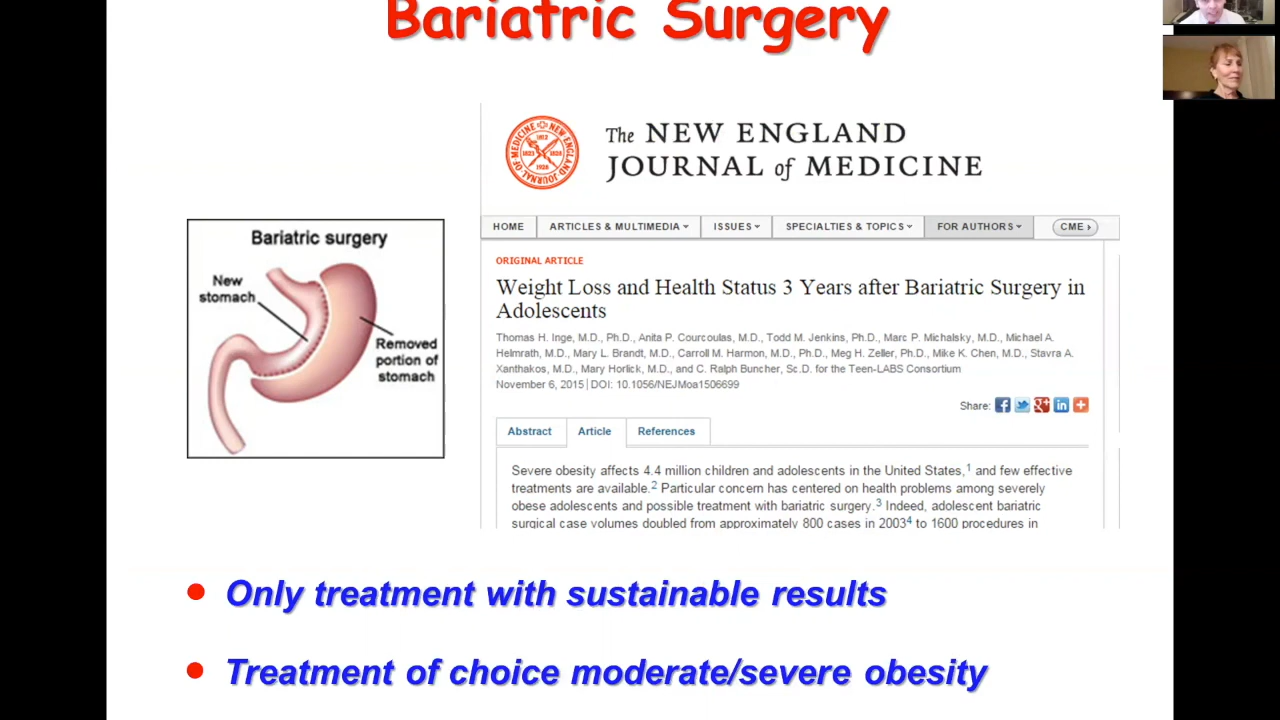 Bariatric Surgery
The NEW ENGLAND
JOURNAL of MEDICINE
HOME ARTICLES & MULTIMEDIA ISSUES SPECIALTIES & TOPICS FOR AUTHORS CME
Bariatric surgery
New
stomach
Removed
portion of
stomach
ORIGINAL ARTICLE
Weight Loss and Health Status 3 Years after Bariatric Surgery in
Adolescents
Thomas H. Inge, M.D., Ph.D., Anita P. Courcoulas, M.D., Todd M. Jenkins, Ph.D., Marc P. Michalsky, M.D., Michael A.
Helmrath, M.D., Mary L. Brandt, M.D., Carroll M. Harmon, M.D., Ph.D., Meg H. Zeller, Ph.D., Mike K. Chen, M.D., Stavra A.
Xanthakos, M.D., Mary Horlick, M.D., and C. Ralph Buncher, Sc.D. for the Teen-LABS Consortium
November 6, 2015 | DOI: 10.1056/NEJMoa1506699
Share:
Abstract Article References
Severe obesity affects 4.4 million children and adolescents in the United States,1 and few effective
treatments are available.2 Particular concern has centered on health problems among severely
obese adolescents and possible treatment with bariatric surgery.3 Indeed, adolescent bariatric
surgical case volumes doubled from approximately 800 cases in 20034 to 1600 procedures in
• Only treatment with sustainable results
• Treatment of choice moderate/severe obesity